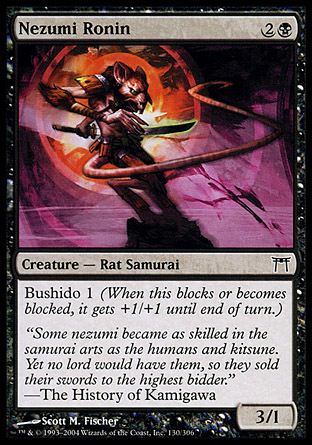 Nezumi Ronin 2
Creature — Rat Samurai
Bushido 1 (When this blocks or becomes
blocked, it gets +1/+1 until end of turn.)
“Some nezumi became as skilled in the
samurai arts as the humans and kitsune.
Yet no lord would have them, so they sold
their swords to the highest bidder.”
—The History of Kamigawa
Scott M. Fischer
™ & © 1993–2004 Wizards of the Coast, Inc. 130/306
3/1